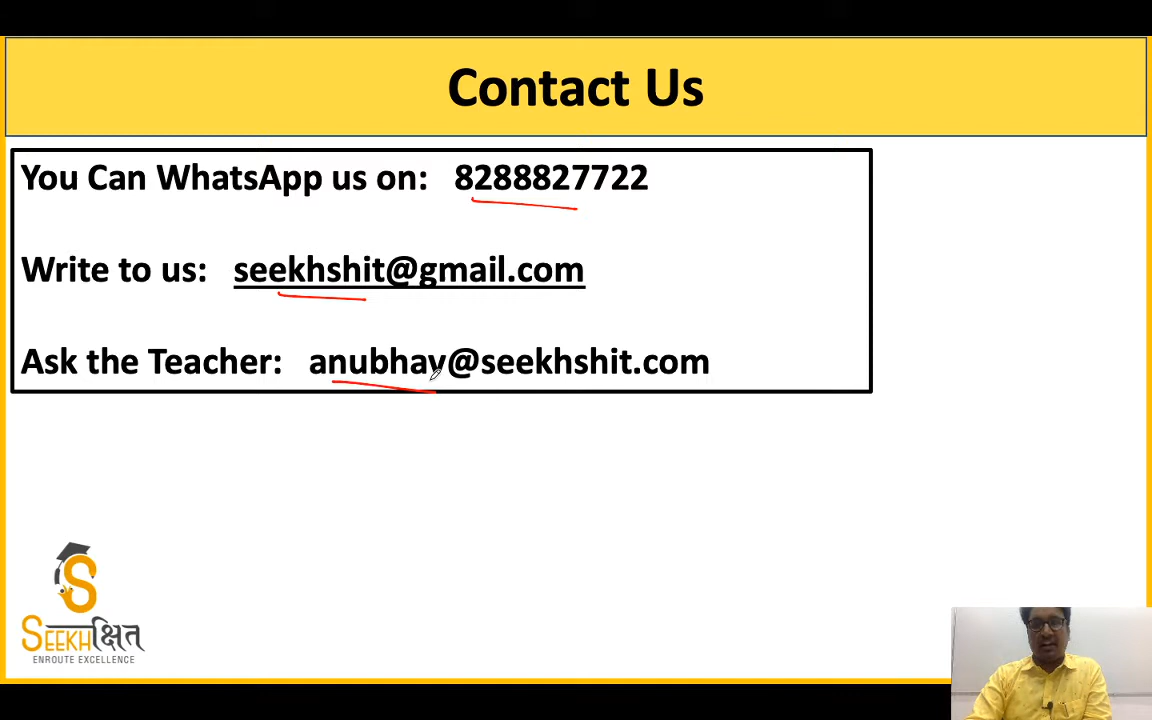 Contact Us
You Can WhatsApp us on: 8288827722
Write to us: seekhshit@gmail.com
Ask the Teacher: anubhav@seekhshit.com
SEEKHक्षित
ENROUTE EXCELLENCE